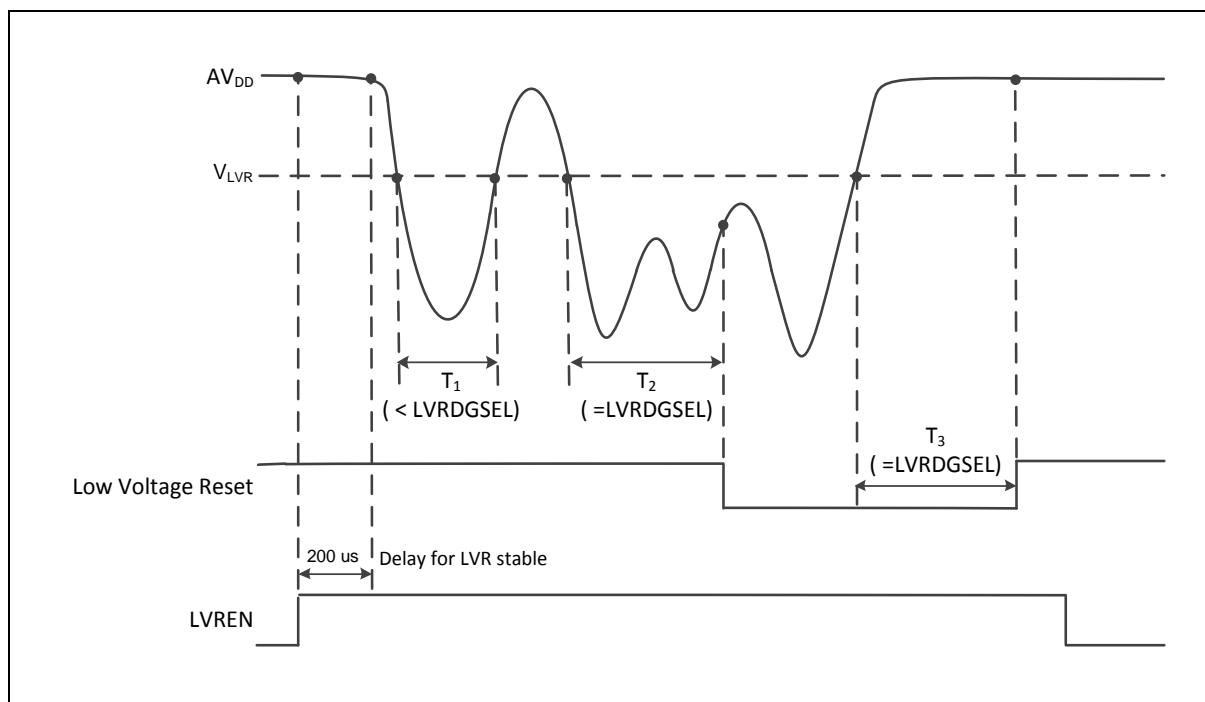 AVDD
VLVR
T1
( < LVRDGSEL)
T2
( =LVRDGSEL)
T3
( =LVRDGSEL)
Low Voltage Reset
200 us
Delay for LVR stable
LVREN